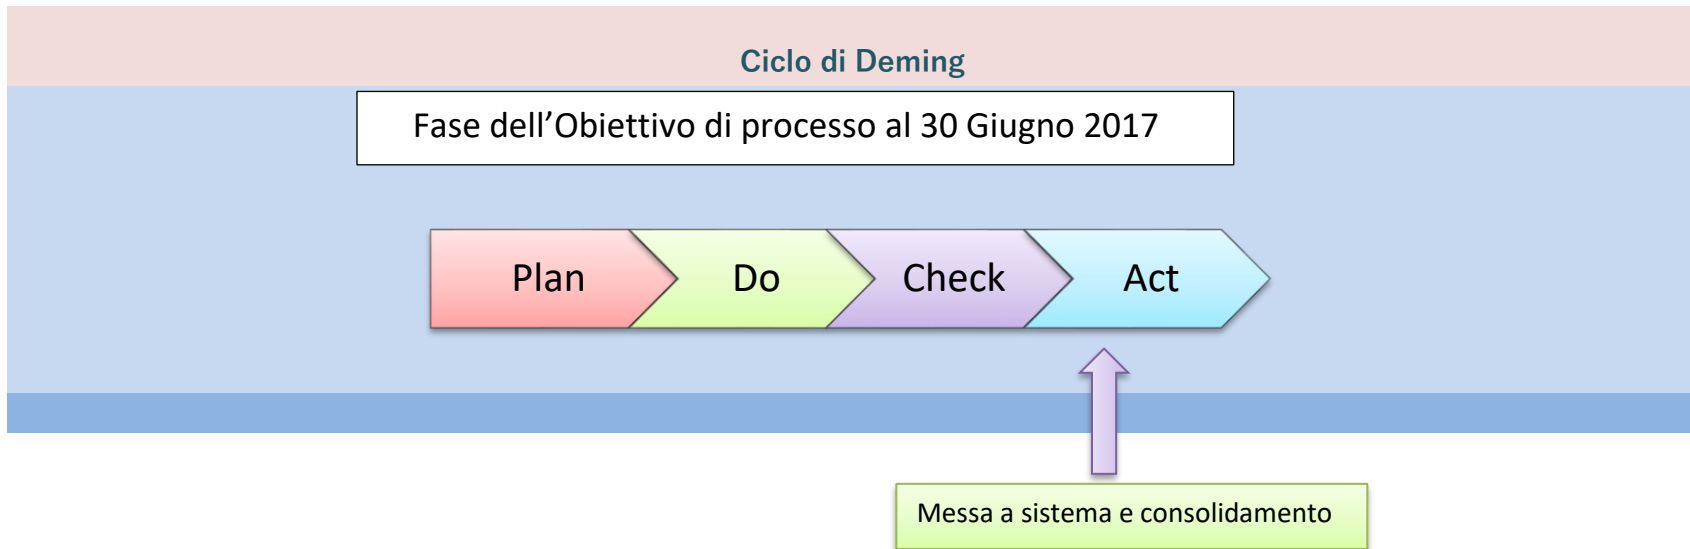 Ciclo di Deming
Fase dell’Obiettivo di processo al 30 Giugno 2017
Plan
Do
Check
Act
Messa a sistema e consolidamento